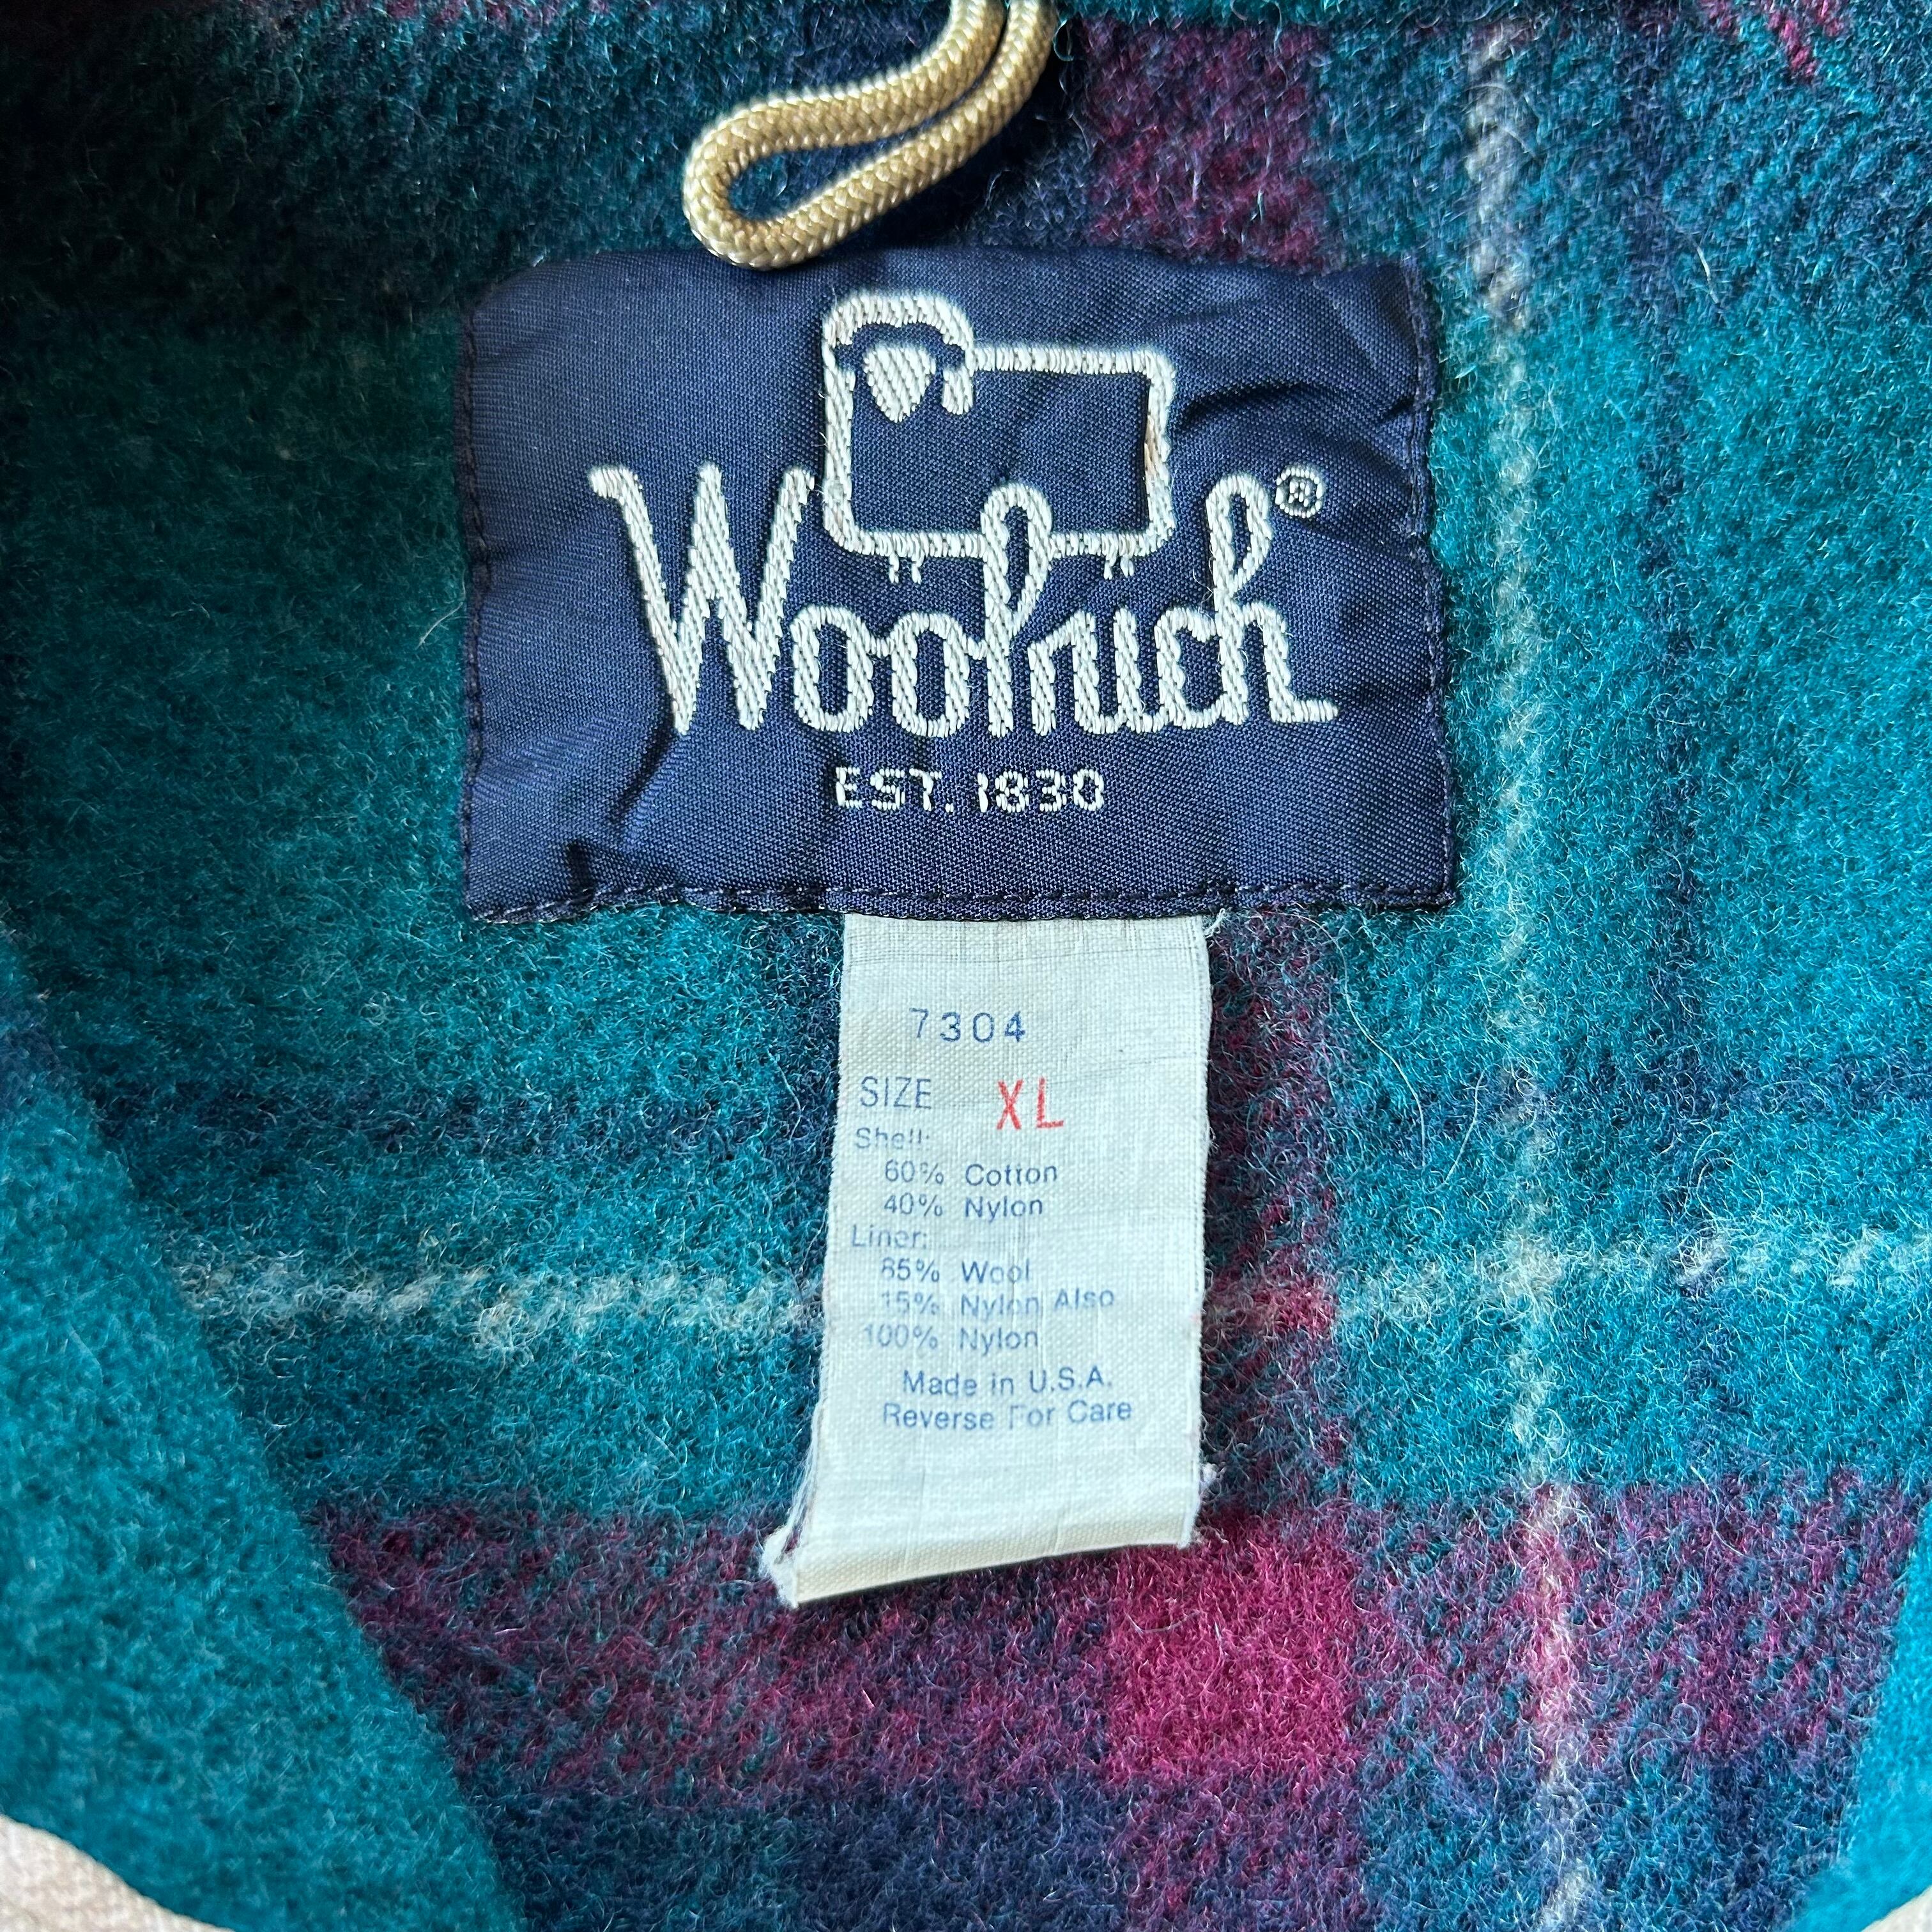 Woolrich®
EST. 1830
7304
SIZE XL
Shell:
60% Cotton
40% Nylon
Liner:
85% Wool
15% Nylon Also
100% Nylon
Made in U.S.A.
Reverse For Care